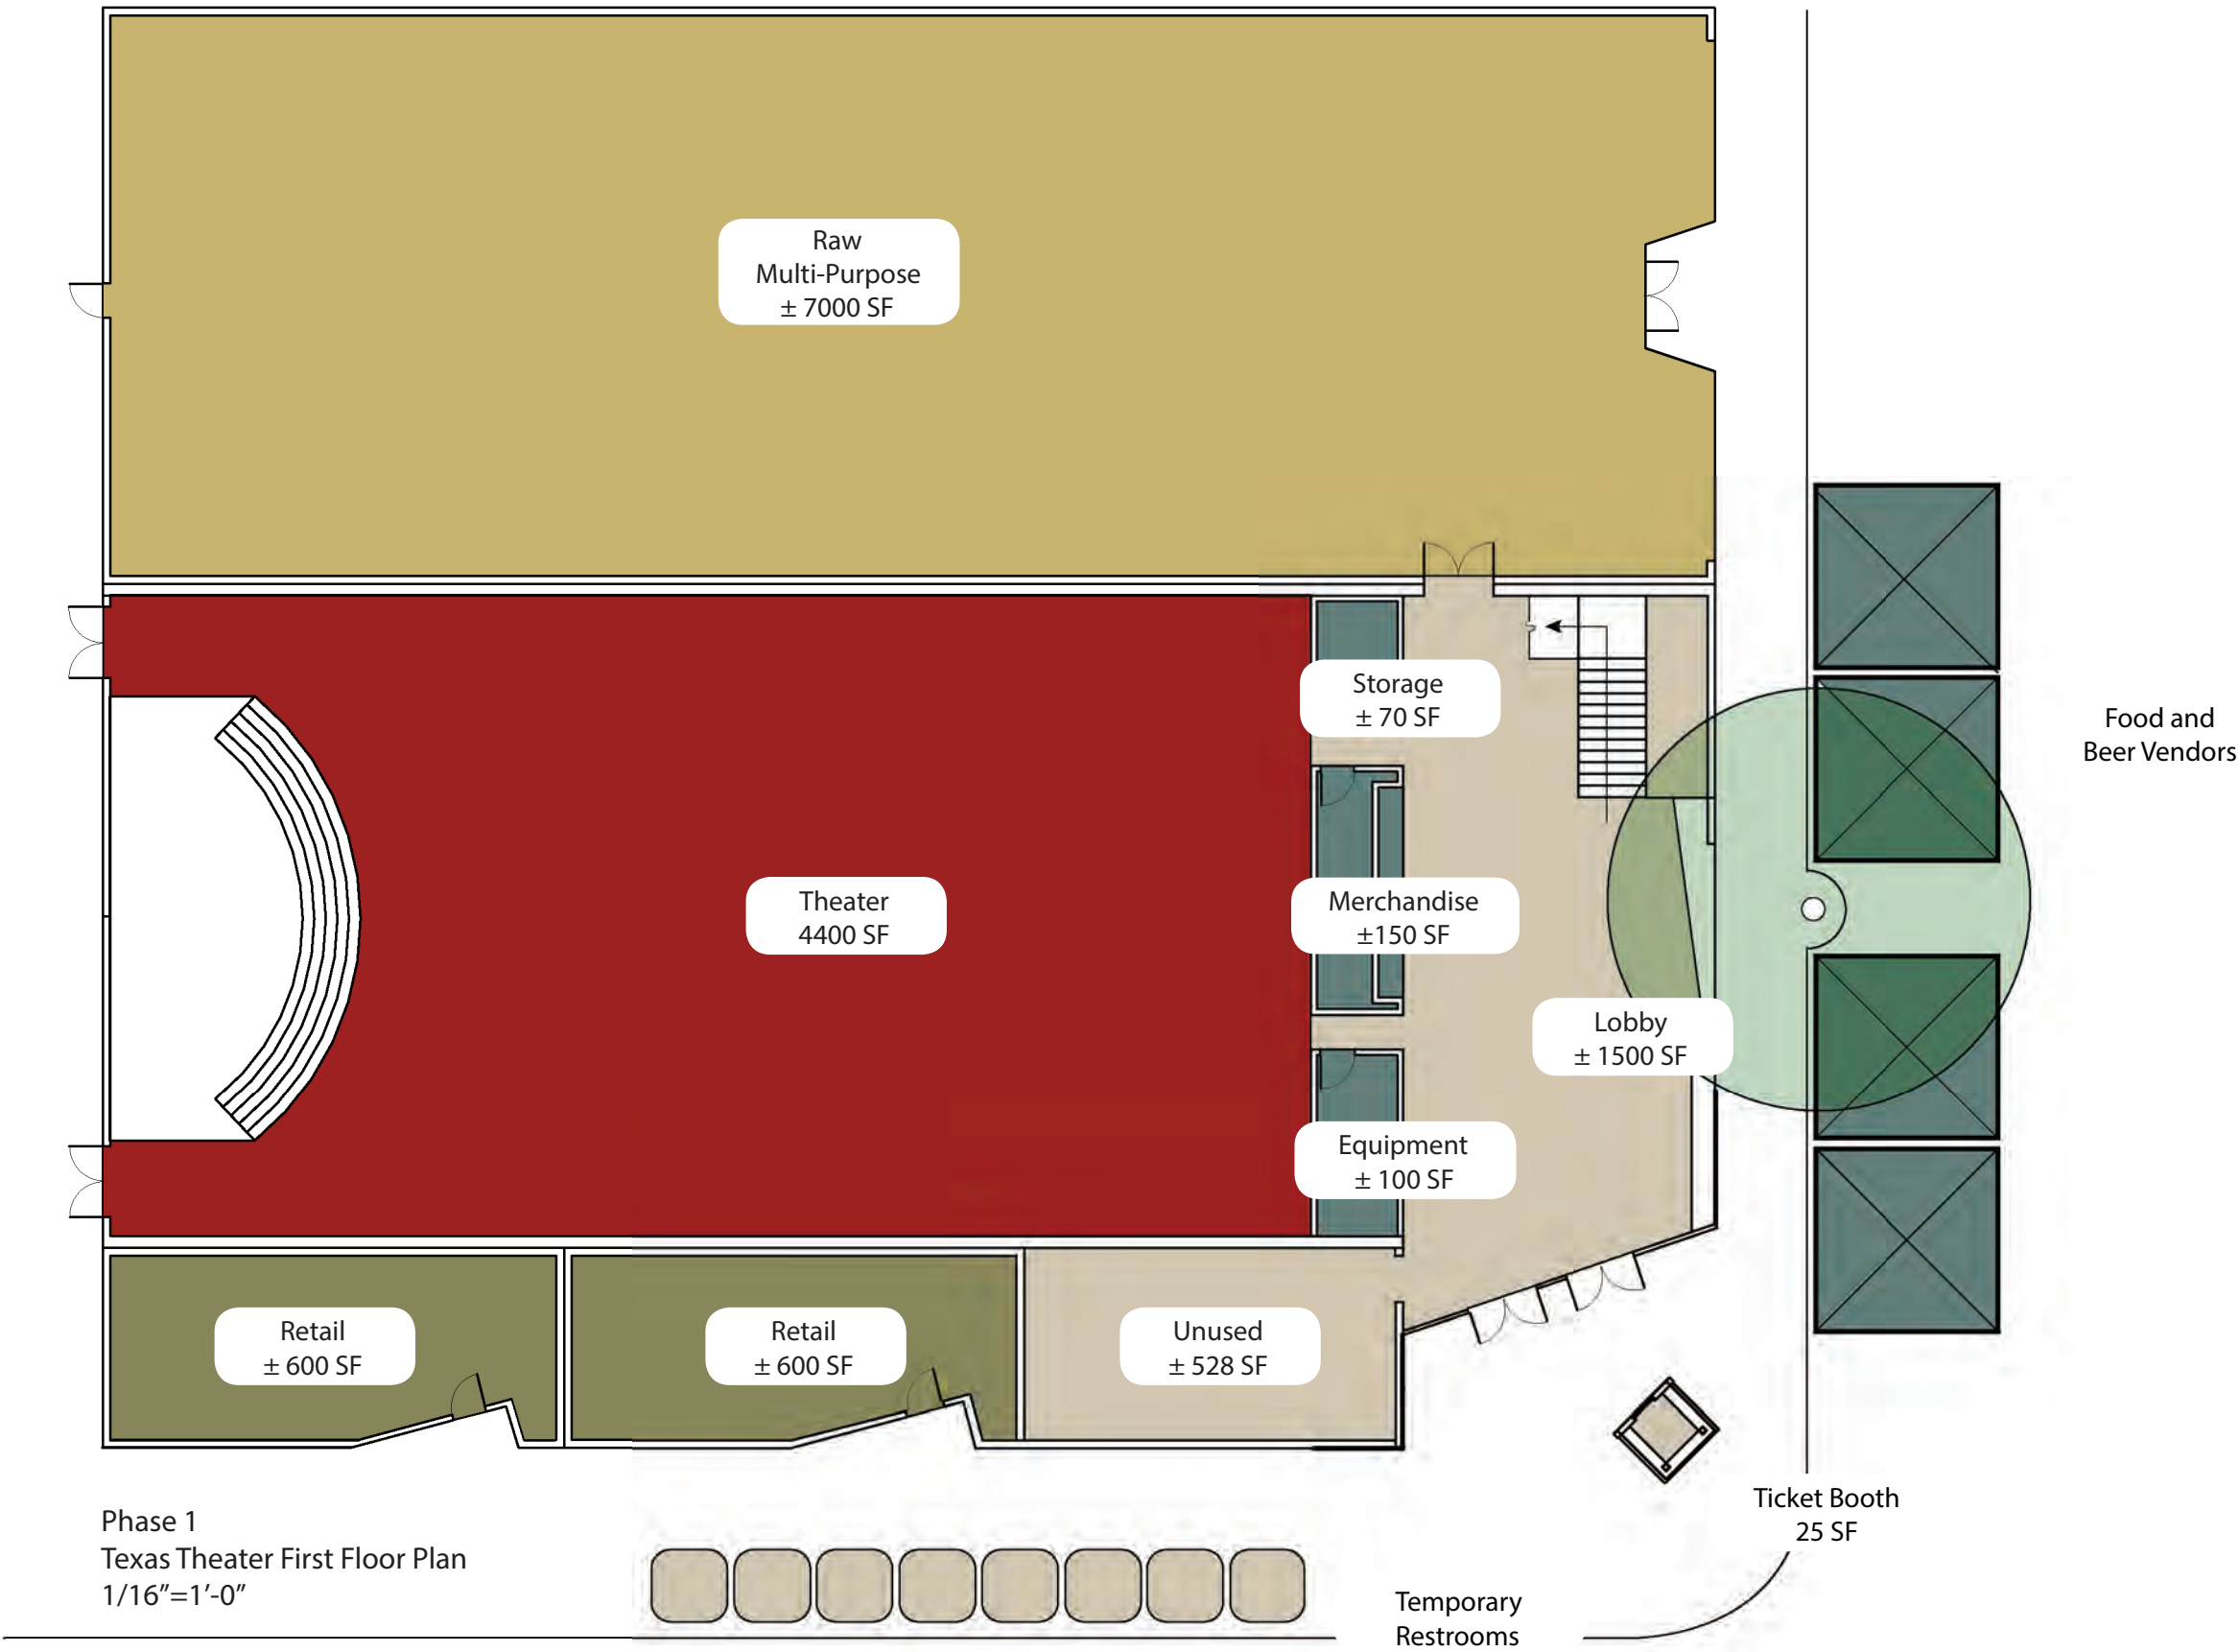 Raw
Multi-Purpose
± 7000 SF
Storage
± 70 SF
Food and
Beer Vendors
Theater
4400 SF
Merchandise
±150 SF
Lobby
± 1500 SF
Equipment
± 100 SF
Retail
± 600 SF
Retail
± 600 SF
Unused
± 528 SF
Ticket Booth
25 SF
Phase 1
Texas Theater First Floor Plan
1/16”=1’-0”
Temporary
Restrooms